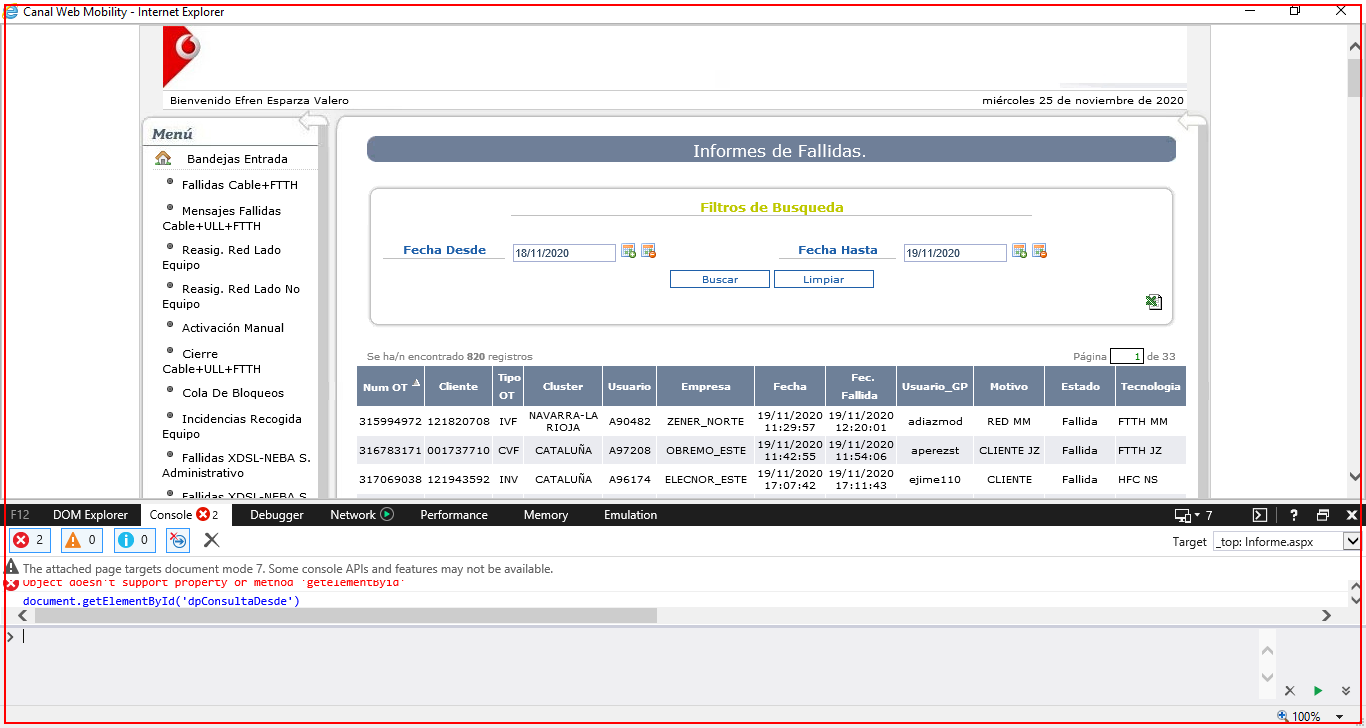 Canal Web Mobility - Internet Explorer
Bienvenido Efren Esparza Valero
miércoles 25 de noviembre de 2020
Menú
Bandejas Entrada
Fallidas Cable+FTTH
Mensajes Fallidas
Cable+ULL+FTTH
Reasig. Red Lado
Equipo
Reasig. Red Lado No
Equipo
Activación Manual
Cierre
Cable+ULL+FTTH
Cola De Bloqueos
Incidencias Recogida
Equipo
Fallidas XDSL-NEBA S.
Administrativo
Fallidas XDSL-NEBA S
Informes de Fallidas.
Filtros de Busqueda
Fecha Desde 18/11/2020 Fecha Hasta 19/11/2020
Buscar Limpiar
Se ha/n encontrado 820 registros Página 1 de 33
Num OT Cliente Tipo OT Cluster Usuario Empresa Fecha Fec. Fallida Usuario_GP Motivo Estado Tecnologia
315994972 121820708 IVF NAVARRA-LA RIOJA A90482 ZENER_NORTE 19/11/2020 11:29:57 19/11/2020 12:20:01 adiazmod RED MM Fallida FTTH MM
316783171 001737710 CVF CATALUÑA A97208 OBREMO_ESTE 19/11/2020 11:42:55 19/11/2020 11:54:06 aperezst CLIENTE JZ Fallida FTTH JZ
317069038 121943592 INV CATALUÑA A96174 ELECNOR_ESTE 19/11/2020 17:07:42 19/11/2020 17:11:43 ejime110 CLIENTE Fallida HFC NS
F12 DOM Explorer Console 2 Debugger Network Performance Memory Emulation 7 ?
2 0 0 Target _top: Informe.aspx
The attached page targets document mode 7. Some console APIs and features may not be available.
Object doesn't support property or method 'getelementbyid'
document.getElementById('dpConsultaDesde')
100%